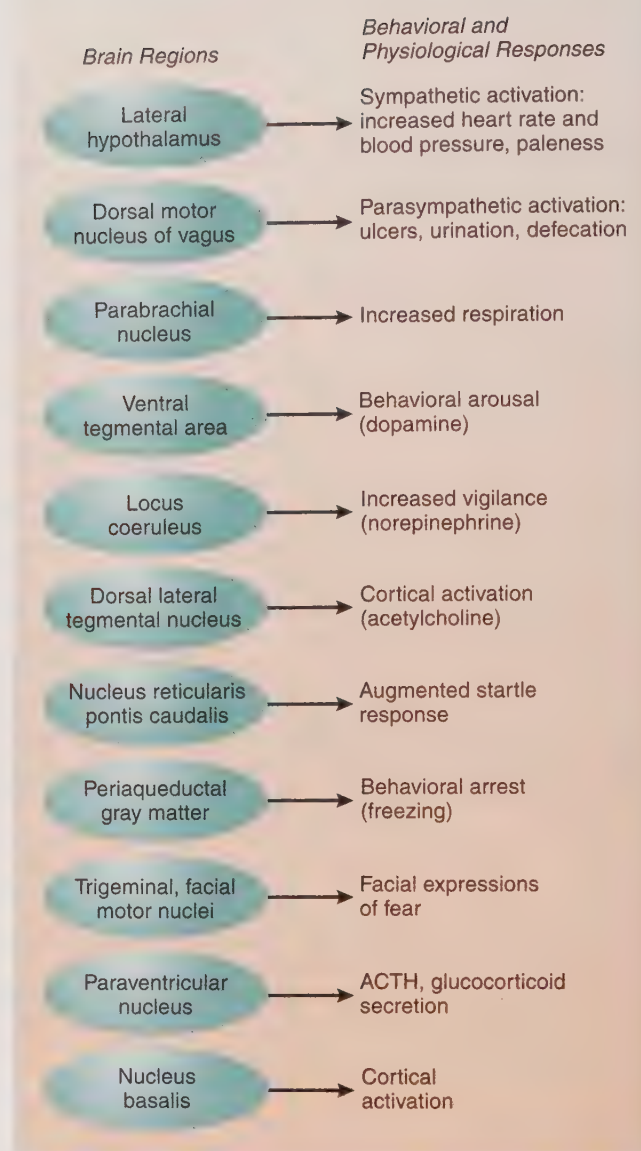 Brain Regions
Behavioral and
Physiological Responses
Lateral
hypothalamus
Sympathetic activation:
increased heart rate and
blood pressure, paleness
Dorsal motor
nucleus of vagus
Parasympathetic activation:
ulcers, urination, defecation
Parabrachial
nucleus
Increased respiration
Ventral
tegmental area
Behavioral arousal
(dopamine)
Locus
coeruleus
Increased vigilance
(norepinephrine)
Dorsal lateral
tegmental nucleus
Cortical activation
(acetylcholine)
Nucleus reticularis
pontis caudalis
Augmented startle
response
Periaqueductal
gray matter
Behavioral arrest
(freezing)
Trigeminal, facial
motor nuclei
Facial expressions
of fear
Paraventricular
nucleus
ACTH, glucocorticoid
secretion
Nucleus
basalis
Cortical
activation